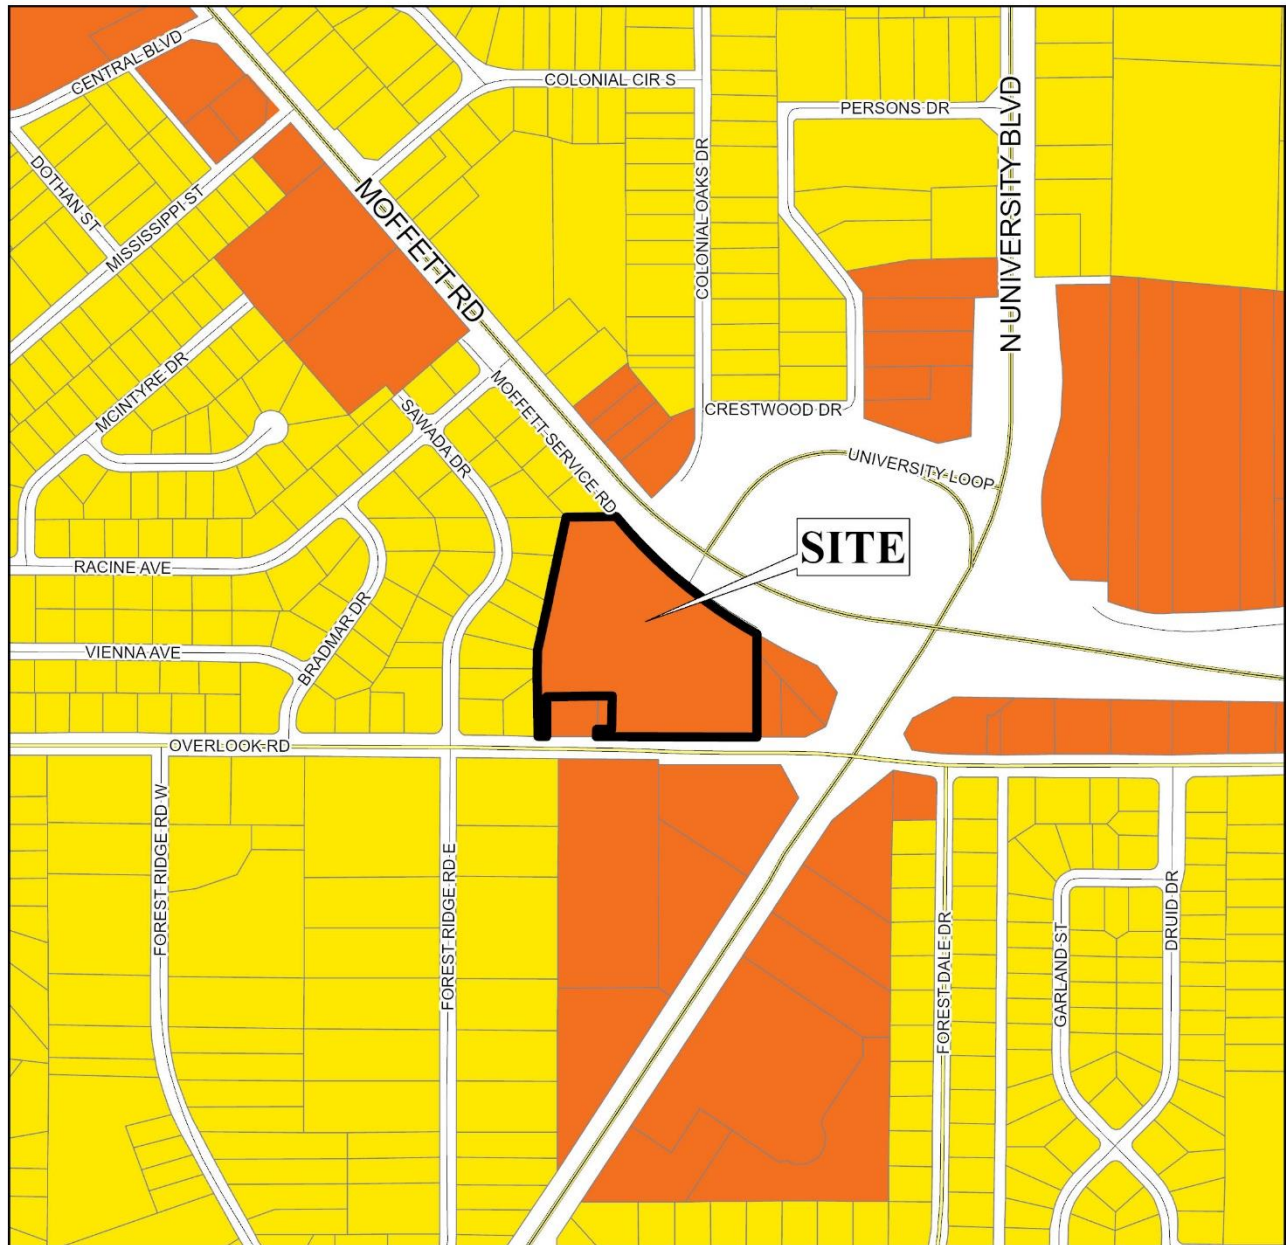 CENTRAL BLVD
COLONIAL CIR S
PERSONS DR
N UNIVERSITY BLVD
DOTHAN ST
MISSISSIPPI ST
MOFFETT RD
COLONIAL OAKS DR
MCINTYRE DR
SAWADA DR
MOFFETT SERVICE RD
CRESTWOOD DR
UNIVERSITY LOOP
SITE
RACINE AVE
BRADMAR DR
VIENNA AVE
OVERLOOK RD
FOREST RIDGE RD W
FOREST RIDGE RD E
FOREST DALE DR
GARLAND ST
DRUID DR